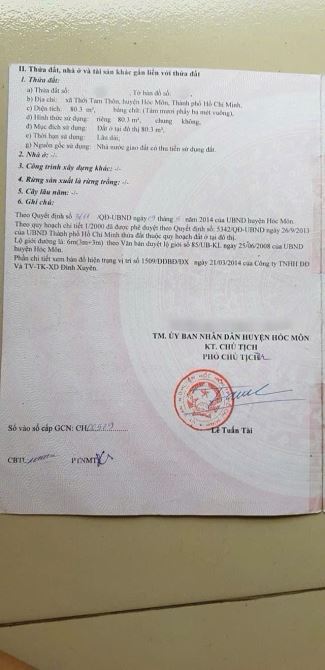 II. Thửa đất, nhà ở và tài sản khác gắn liền với thửa đất
1. Thửa đất:
a) Thửa đất số: Tờ bản đồ số:
b) Địa chỉ: xã Thới Tam Thôn, huyện Hóc Môn, Thành phố Hồ Chí Minh,
c) Diện tích: 80.3 m², bằng chữ: (Tám mươi phẩy ba mét vuông),
d) Hình thức sử dụng: riêng 80.3 m², chung không,
đ) Mục đích sử dụng: Đất ở tại đô thị 80.3 m²,
e) Thời hạn sử dụng: Lâu dài;
g) Nguồn gốc sử dụng: Nhà nước giao đất có thu tiền sử dụng đất.
2. Nhà ở: -/-
3. Công trình xây dựng khác: -/-
4. Rừng sản xuất là rừng trồng: -/-
5. Cây lâu năm: -/-
6. Ghi chú:
Theo Quyết định số /QĐ-UBND ngày tháng năm 2014 của UBND huyện Hóc Môn.
Theo quy hoạch chi tiết 1/2000 đã được phê duyệt theo Quyết định số: 5342/QĐ-UBND ngày 26/9/2013
của UBND Thành phố Hồ Chí Minh thửa đất thuộc quy hoạch đất ở tại đô thị.
Lộ giới đường là: 6m(3m+3m) theo Văn bản duyệt lộ giới số 85/UB-KL ngày 25/06/2008 của UBND
huyện Hóc Môn.
Phần chi tiết xem bản đồ hiện trạng vị trí số 1509/ĐDBĐ/ĐX ngày 21/03/2014 của Công ty TNHH ĐĐ
Và TV-TK-XD Đinh Xuyên.
TM. ỦY BAN NHÂN DÂN HUYỆN HÓC MÔN
KT. CHỦ TỊCH
PHÓ CHỦ TỊCH
Số vào sổ cấp GCN: CH
Lê Tuấn Tài
CBTL PTNMT